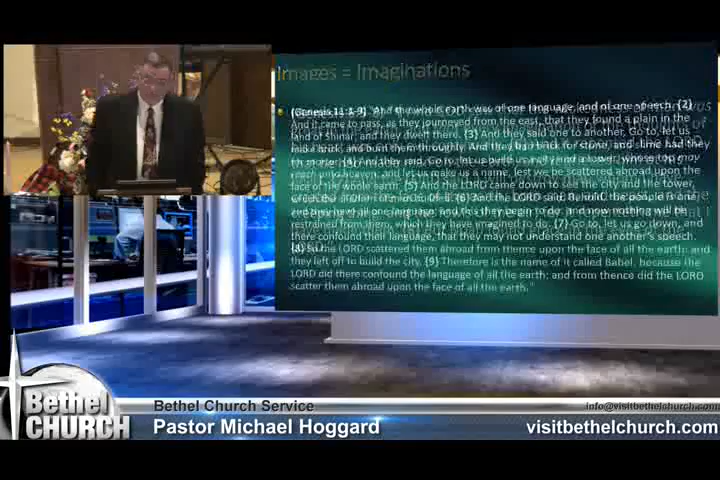 Images = Imaginations
(Genesis 11:1-9) "And the whole earth was of one language, and of one speech. (2)
And it came to pass, as they journeyed from the east, that they found a plain in the
land of Shinar; and they dwelt there. (3) And they said one to another, Go to, let us
make brick, and burn them throughly. And they had brick for stone, and slime had they
for morter. (4) And they said, Go to, let us build us a city and a tower, whose top may
reach unto heaven; and let us make us a name, lest we be scattered abroad upon the
face of the whole earth. (5) And the LORD came down to see the city and the tower,
which the children of men builded. (6) And the LORD said, Behold, the people is one,
and they have all one language; and this they begin to do: and now nothing will be
restrained from them, which they have imagined to do. (7) Go to, let us go down, and
there confound their language, that they may not understand one another's speech.
(8) So the LORD scattered them abroad from thence upon the face of all the earth: and
they left off to build the city. (9) Therefore is the name of it called Babel; because the
LORD did there confound the language of all the earth: and from thence did the LORD
scatter them abroad upon the face of all the earth."
Bethel
CHURCH
Bethel Church Service
info@visitbethelchurch.com
Pastor Michael Hoggard
visitbethelchurch.com